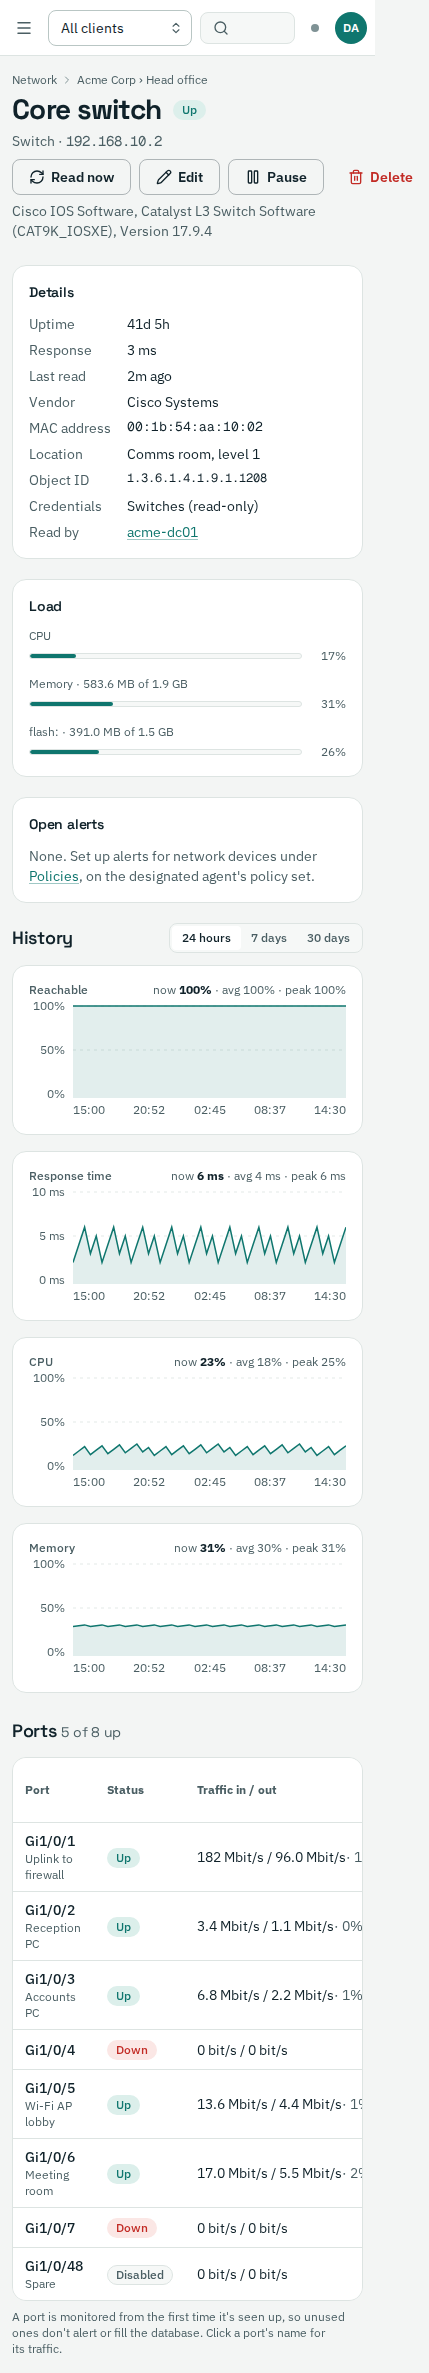 All clients
DA
Network › Acme Corp › Head office
Core switch Up
Switch · 192.168.10.2
Read now Edit Pause Delete
Cisco IOS Software, Catalyst L3 Switch Software
(CAT9K_IOSXE), Version 17.9.4
Details
Uptime 41d 5h
Response 3 ms
Last read 2m ago
Vendor Cisco Systems
MAC address 00:1b:54:aa:10:02
Location Comms room, level 1
Object ID 1.3.6.1.4.1.9.1.1208
Credentials Switches (read-only)
Read by acme-dc01
Load
CPU
17%
Memory · 583.6 MB of 1.9 GB
31%
flash: · 391.0 MB of 1.5 GB
26%
Open alerts
None. Set up alerts for network devices under
Policies, on the designated agent's policy set.
History 24 hours 7 days 30 days
Reachable now 100% · avg 100% · peak 100%
100%
50%
0%
15:00 20:52 02:45 08:37 14:30
Response time now 6 ms · avg 4 ms · peak 6 ms
10 ms
5 ms
0 ms
15:00 20:52 02:45 08:37 14:30
CPU now 23% · avg 18% · peak 25%
100%
50%
0%
15:00 20:52 02:45 08:37 14:30
Memory now 31% · avg 30% · peak 31%
100%
50%
0%
15:00 20:52 02:45 08:37 14:30
Ports 5 of 8 up
Port Status Traffic in / out
Gi1/0/1
Uplink to
firewall
Up 182 Mbit/s / 96.0 Mbit/s · 1
Gi1/0/2
Reception
PC
Up 3.4 Mbit/s / 1.1 Mbit/s · 0%
Gi1/0/3
Accounts
PC
Up 6.8 Mbit/s / 2.2 Mbit/s · 1%
Gi1/0/4 Down 0 bit/s / 0 bit/s
Gi1/0/5
Wi-Fi AP
lobby
Up 13.6 Mbit/s / 4.4 Mbit/s · 1%
Gi1/0/6
Meeting
room
Up 17.0 Mbit/s / 5.5 Mbit/s · 2%
Gi1/0/7 Down 0 bit/s / 0 bit/s
Gi1/0/48
Spare
Disabled 0 bit/s / 0 bit/s
A port is monitored from the first time it's seen up, so unused
ones don't alert or fill the database. Click a port's name for
its traffic.